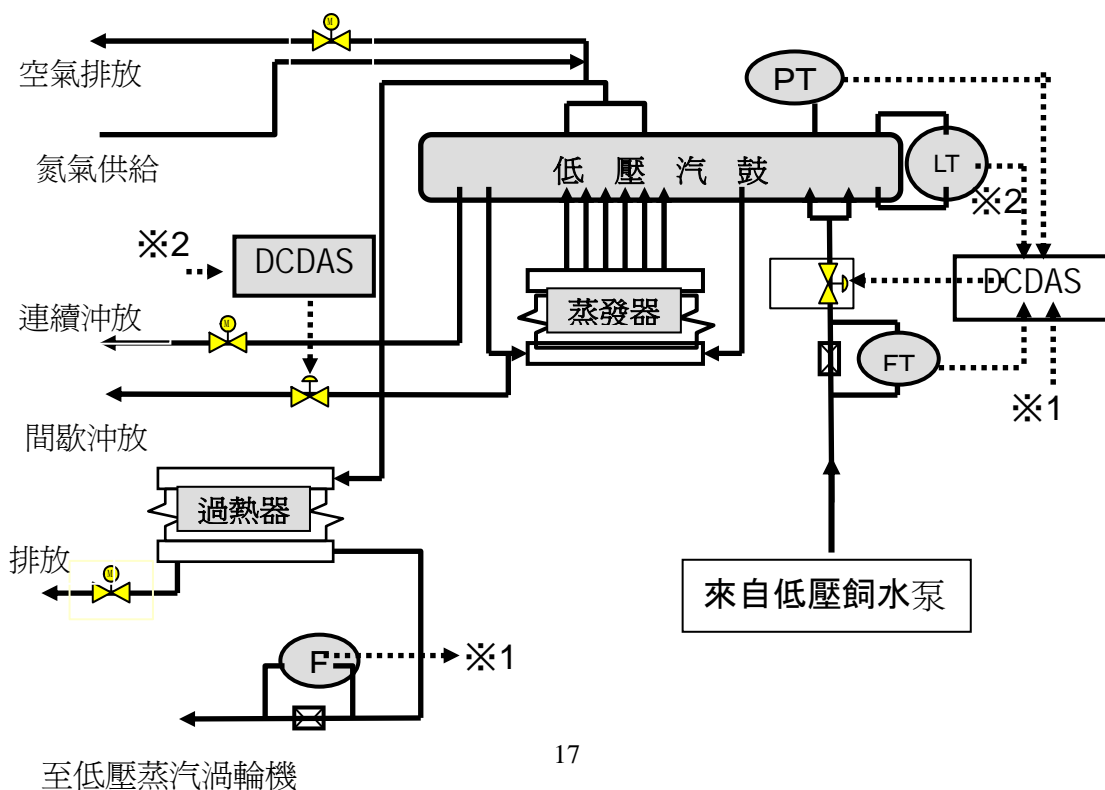 M
空氣排放
PT
氮氣供給
低 壓 汽 鼓
LT
※2
※2
DCDAS
DCDAS
連續沖放
M
蒸發器
FT
※1
間歇沖放
過熱器
排放
M
來自低壓飼水泵
F
※1
17
至低壓蒸汽渦輪機